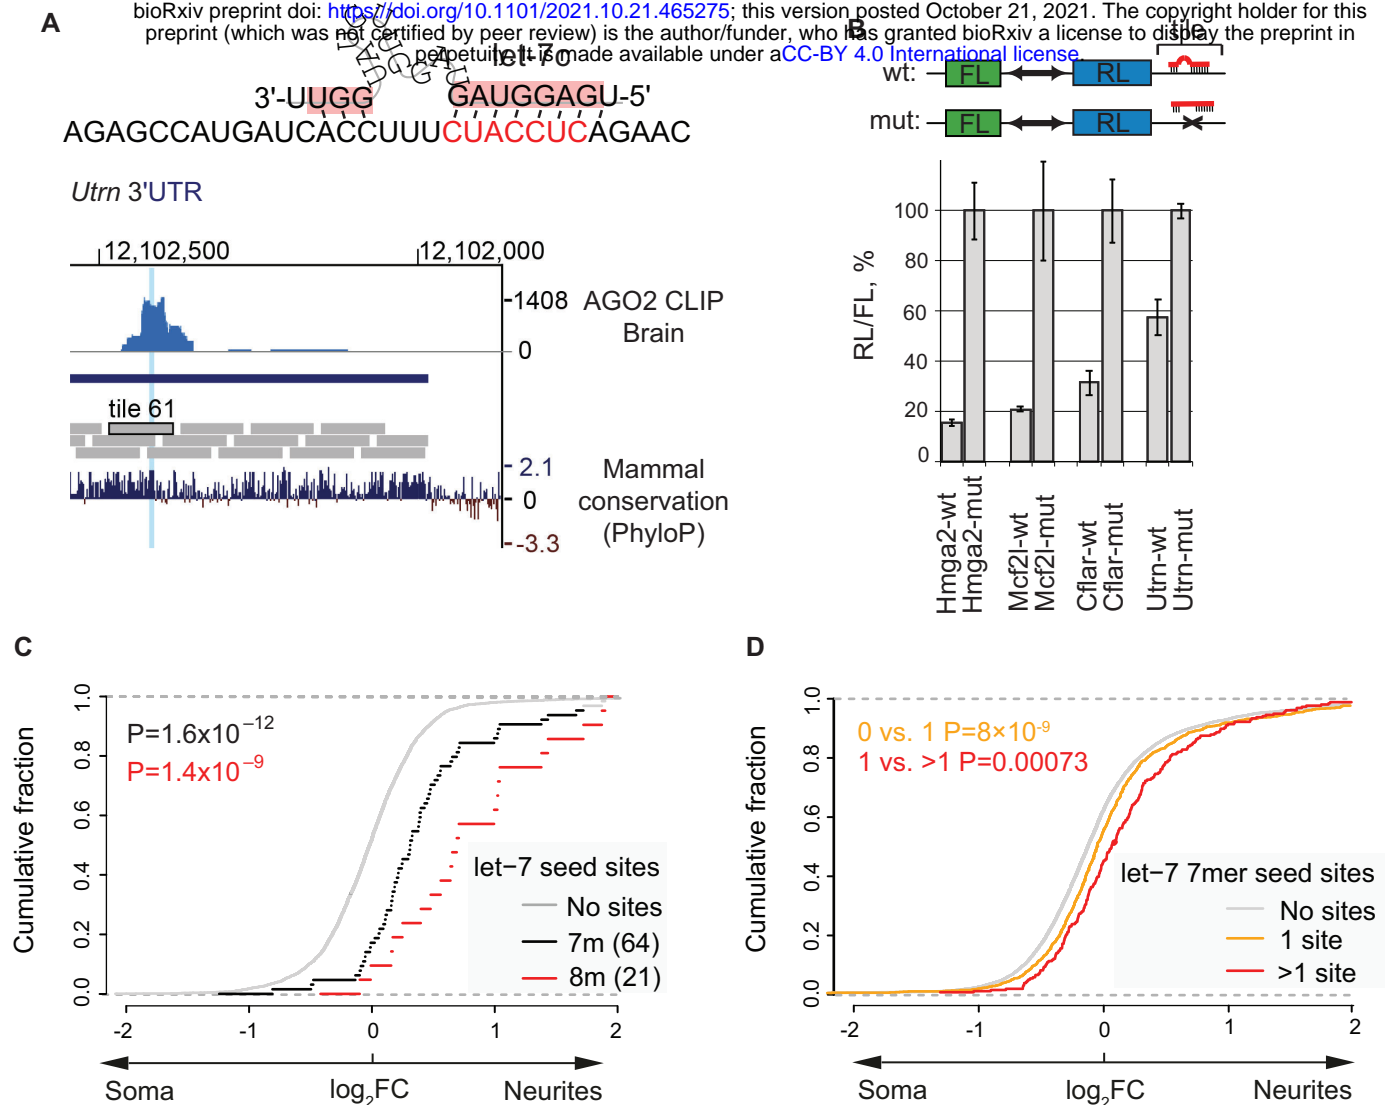 bioRxiv preprint doi: https://doi.org/10.1101/2021.10.21.465275; this version posted October 21, 2021. The copyright holder for this
preprint (which was not certified by peer review) is the author/funder, who has granted bioRxiv a license to display the preprint in
perpetuity. It is made available under aCC-BY 4.0 International license.
A
let-7c
3'-UUGG
GAUGGAGU-5'
AGAGCCAUGAUCACCUUUCUACCUCAGAAC
Utrn 3'UTR
12,102,500
12,102,000
1408
0
AGO2 CLIP
Brain
tile 61
2.1
0
-3.3
Mammal
conservation
(PhyloP)
B
tile
wt:
FL
RL
mut:
FL
RL
RL/FL, %
100
80
60
40
20
0
Hmga2-wt
Hmga2-mut
Mcf2l-wt
Mcf2l-mut
Cflar-wt
Cflar-mut
Utrn-wt
Utrn-mut
C
Cumulative fraction
1.0
0.8
0.6
0.4
0.2
0.0
P=1.6x10−12
P=1.4x10−9
let−7 seed sites
No sites
7m (64)
8m (21)
-2
-1
0
1
2
Soma
log2FC
Neurites
D
Cumulative fraction
1.0
0.8
0.6
0.4
0.2
0.0
0 vs. 1 P=8×10-9
1 vs. >1 P=0.00073
let−7 7mer seed sites
No sites
1 site
>1 site
-2
-1
0
1
2
Soma
log2FC
Neurites